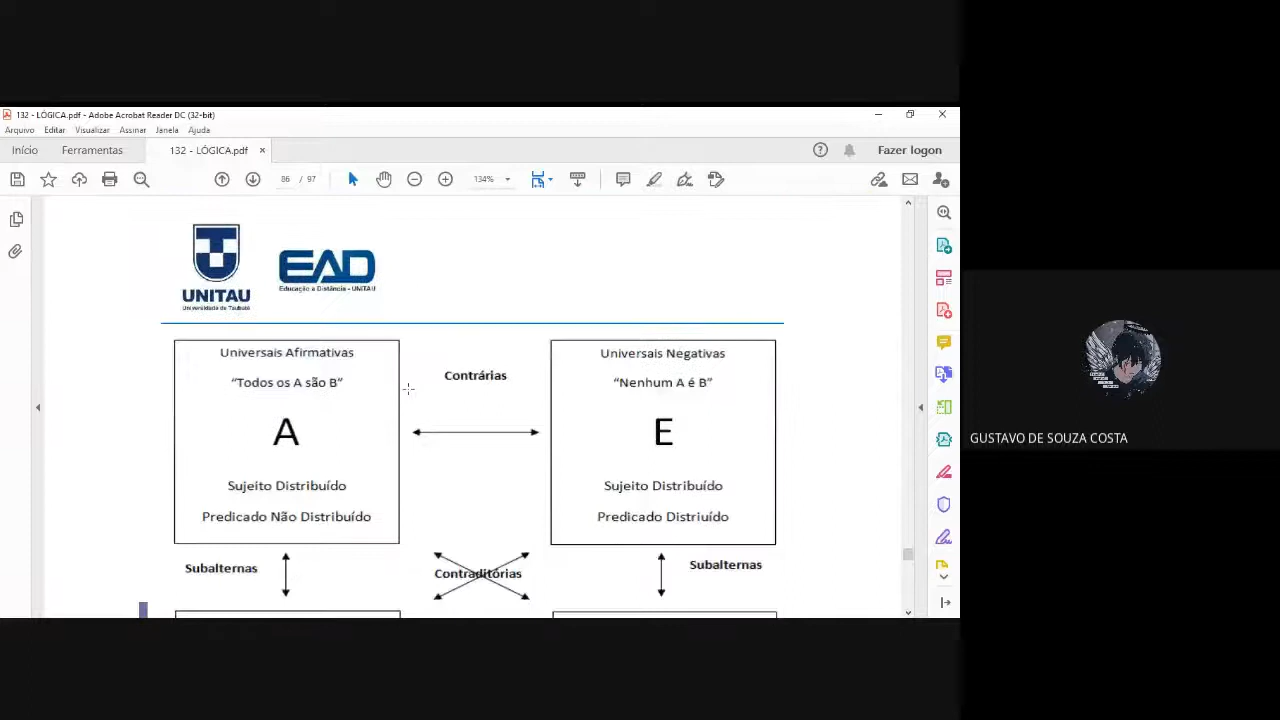 132 - LÓGICA.pdf - Adobe Acrobat Reader DC (32-bit)
Arquivo Editar Visualizar Assinar Janela Ajuda
Início Ferramentas 132 - LÓGICA.pdf × Fazer logon
86 / 97 134%
UNITAU
Universidade de Taubaté
EAD
Educação a Distância - UNITAU
Universais Afirmativas
“Todos os A são B”
A
Sujeito Distribuído
Predicado Não Distribuído
Contrárias
Universais Negativas
“Nenhum A é B”
E
Sujeito Distribuído
Predicado Distriuído
Subalternas
Contraditórias
Subalternas
GUSTAVO DE SOUZA COSTA